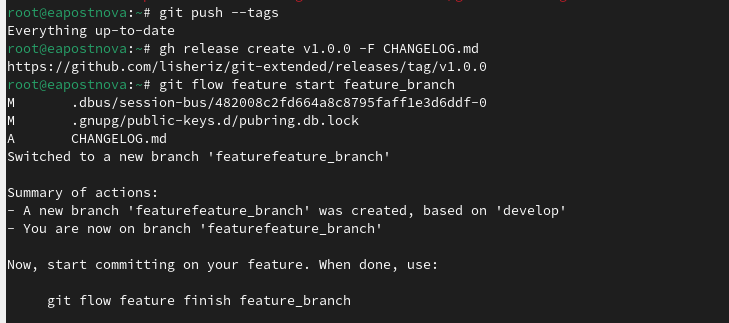 root@eapostnova:~# git push --tags
Everything up-to-date
root@eapostnova:~# gh release create v1.0.0 -F CHANGELOG.md
https://github.com/lisheriz/git-extended/releases/tag/v1.0.0
root@eapostnova:~# git flow feature start feature_branch
M       .dbus/session-bus/482008c2fd664a8c8795faff1e3d6ddf-0
M       .gnupg/public-keys.d/pubring.db.lock
A       CHANGELOG.md
Switched to a new branch 'featurefeature_branch'
Summary of actions:
- A new branch 'featurefeature_branch' was created, based on 'develop'
- You are now on branch 'featurefeature_branch'
Now, start committing on your feature. When done, use:
     git flow feature finish feature_branch